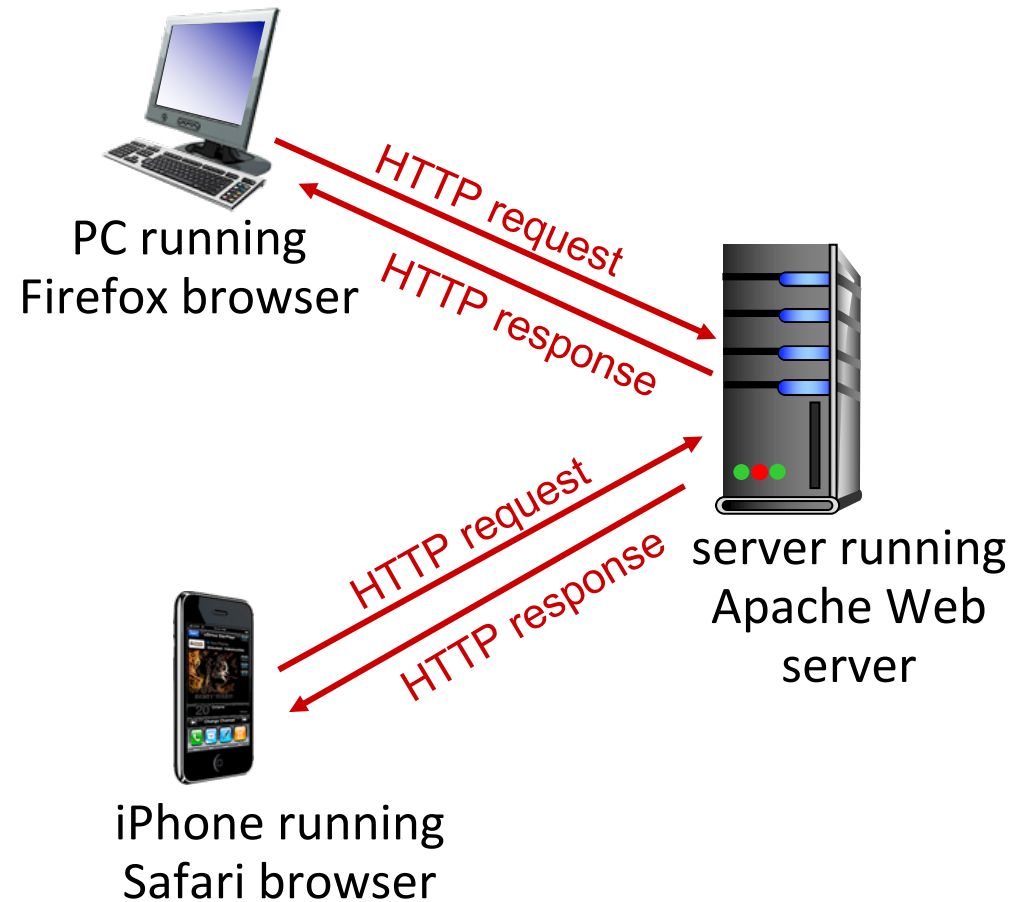 HTTP request
HTTP response
PC running
Firefox browser
HTTP request
HTTP response
server running
Apache Web
server
iPhone running
Safari browser